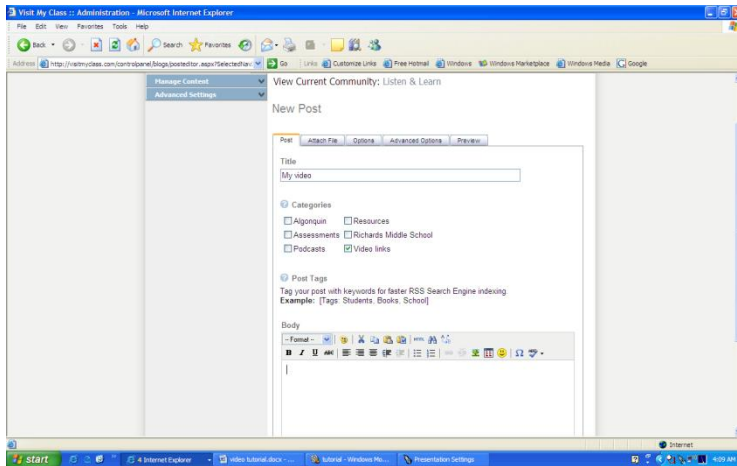 Visit My Class :: Administration - Microsoft Internet Explorer
File Edit View Favorites Tools Help
Back Search Favorites
Address http://visitmyclass.com/controlpanel/blogs/posteditor.aspx?SelectedNav Go Links Customize Links Free Hotmail Windows Windows Marketplace Windows Media Google
Manage Content
Advanced Settings
View Current Community: Listen & Learn
New Post
Post Attach File Options Advanced Options Preview
Title
My video
Categories
Algonquin Resources
Assessments Richards Middle School
Podcasts Video links
Post Tags
Tag your post with keywords for faster RSS Search Engine indexing.
Example: [Tags: Students, Books, School]
Body
- Format -
B I U ABC
Internet
start 4 Internet Explorer video tutorial.docx - ... tutorial - Windows Mo... Presentation Settings 4:09 AM